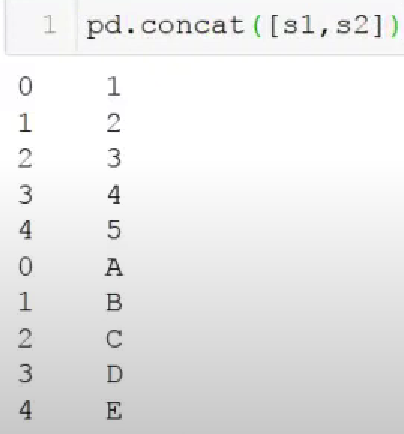 1 pd.concat([s1,s2])
0 1
1 2
2 3
3 4
4 5
0 A
1 B
2 C
3 D
4 E